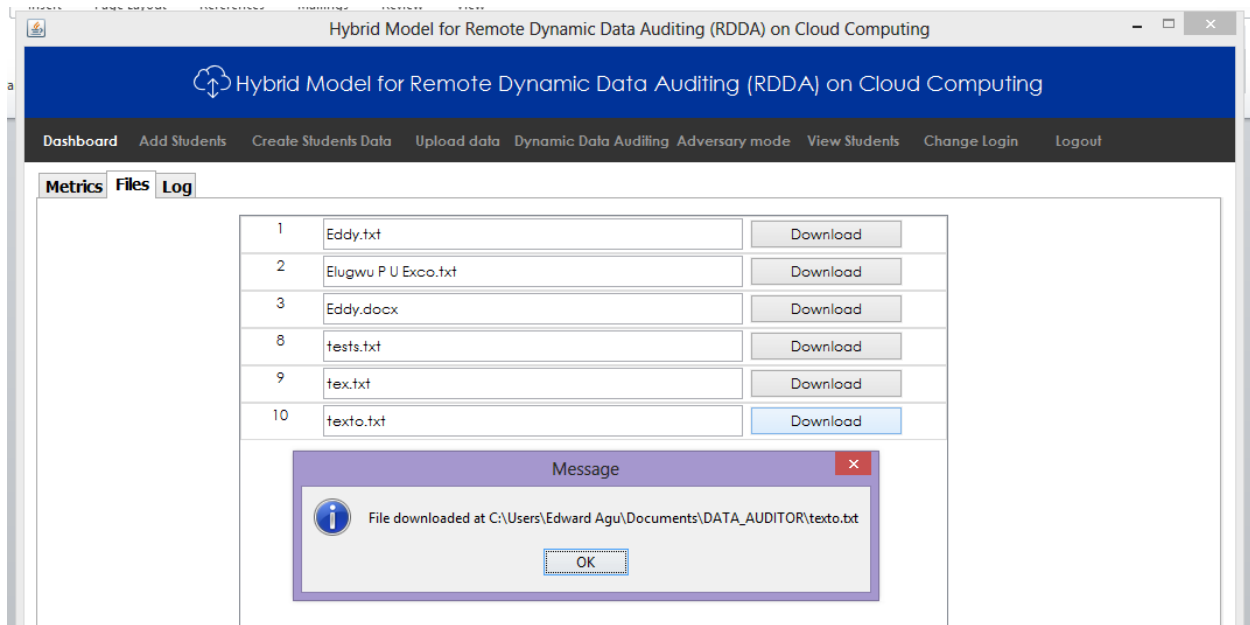 Hybrid Model for Remote Dynamic Data Auditing (RDDA) on Cloud Computing
Hybrid Model for Remote Dynamic Data Auditing (RDDA) on Cloud Computing
Dashboard Add Students Create Students Data Upload data Dynamic Data Auditing Adversary mode View Students Change Login Logout
Metrics Files Log
1 Eddy.txt Download
2 Elugwu P U Exco.txt Download
3 Eddy.docx Download
8 tests.txt Download
9 tex.txt Download
10 texto.txt Download
Message
File downloaded at C:\Users\Edward Agu\Documents\DATA_AUDITOR\texto.txt
OK